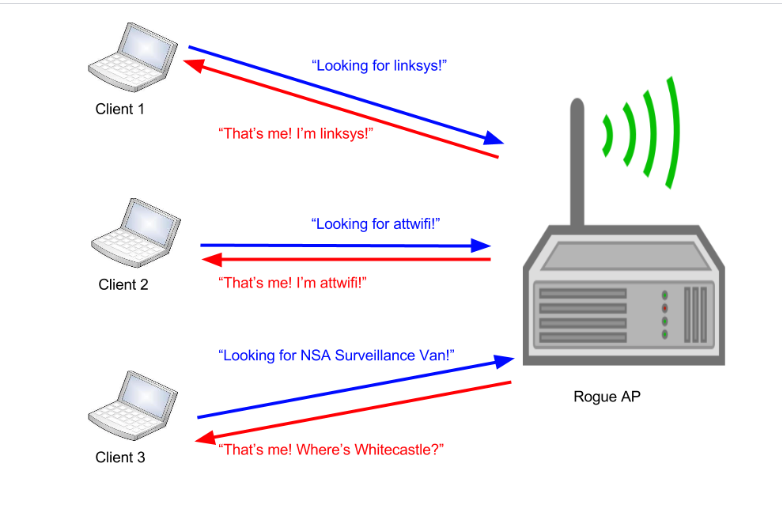 “Looking for linksys!”
Client 1
“That’s me! I’m linksys!”
“Looking for attwifi!”
Client 2
“That’s me! I’m attwifi!”
“Looking for NSA Surveillance Van!”
Rogue AP
Client 3
“That’s me! Where’s Whitecastle?”